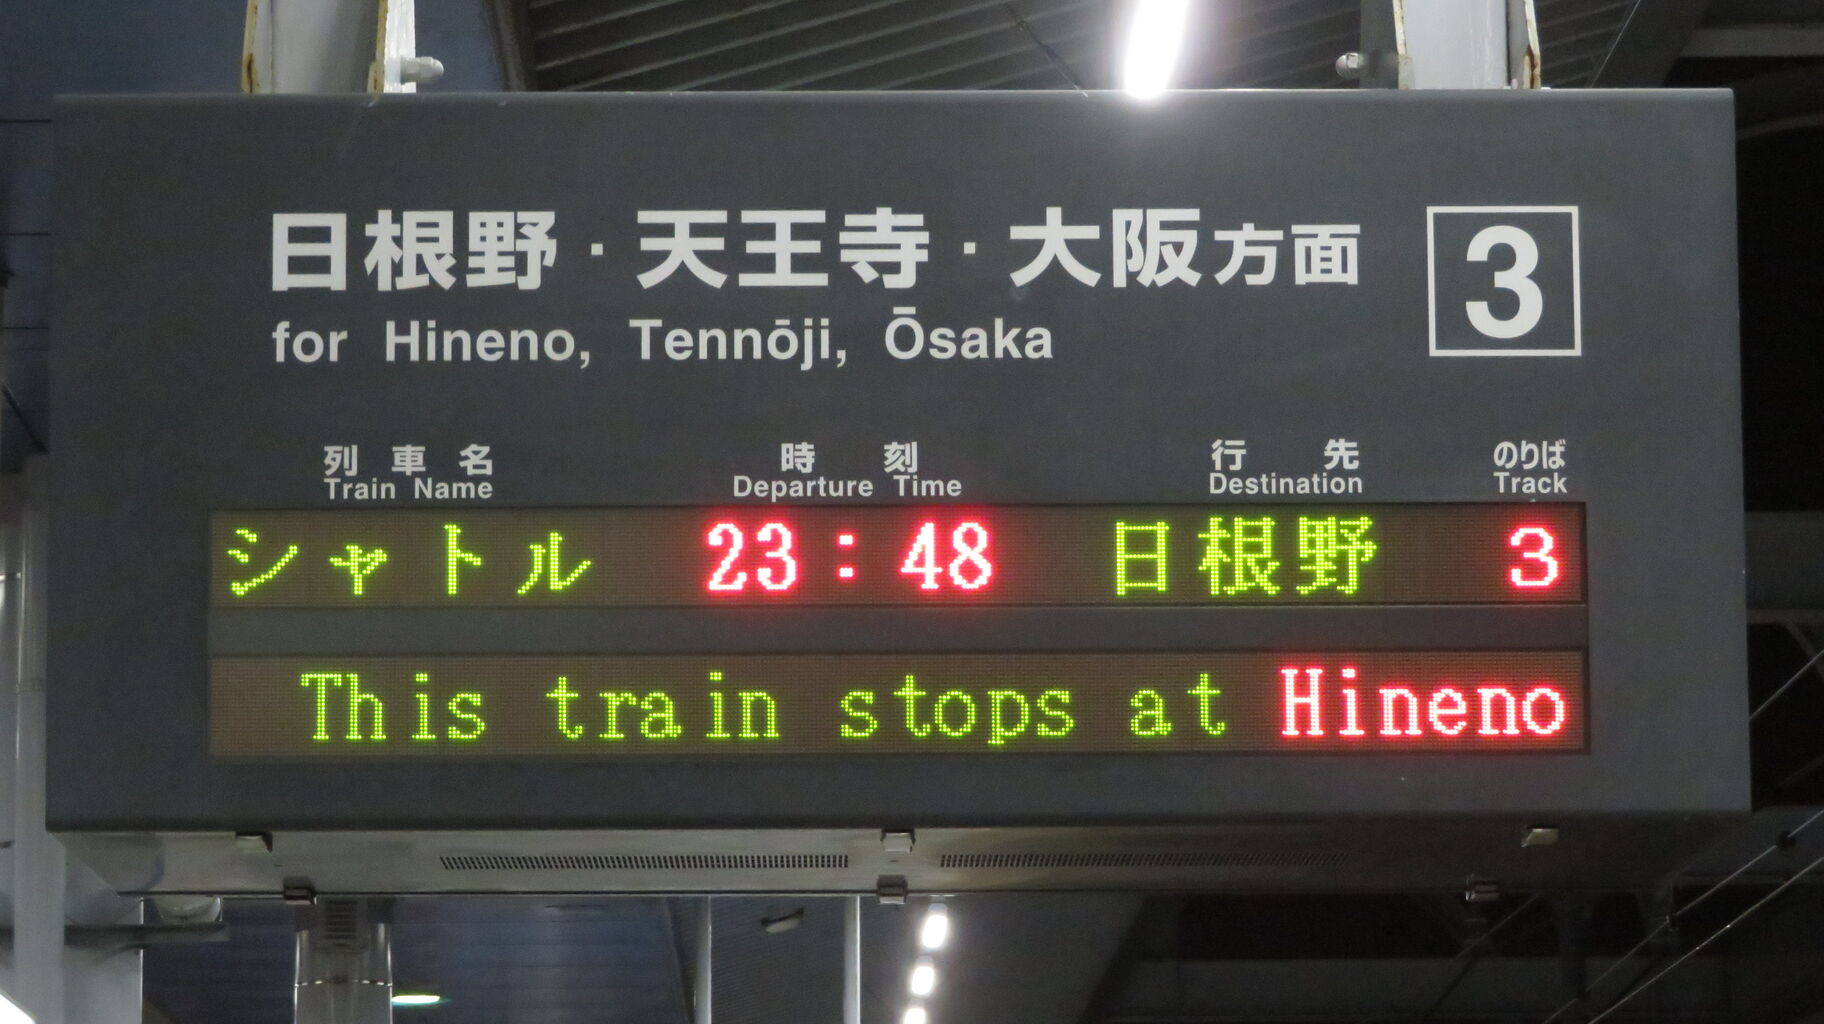 日根野・天王寺・大阪方面 3
for Hineno, Tennōji, Ōsaka
列車名 時刻 行先 のりば
Train Name Departure Time Destination Track
シャトル 23:48 日根野 3
This train stops at Hineno